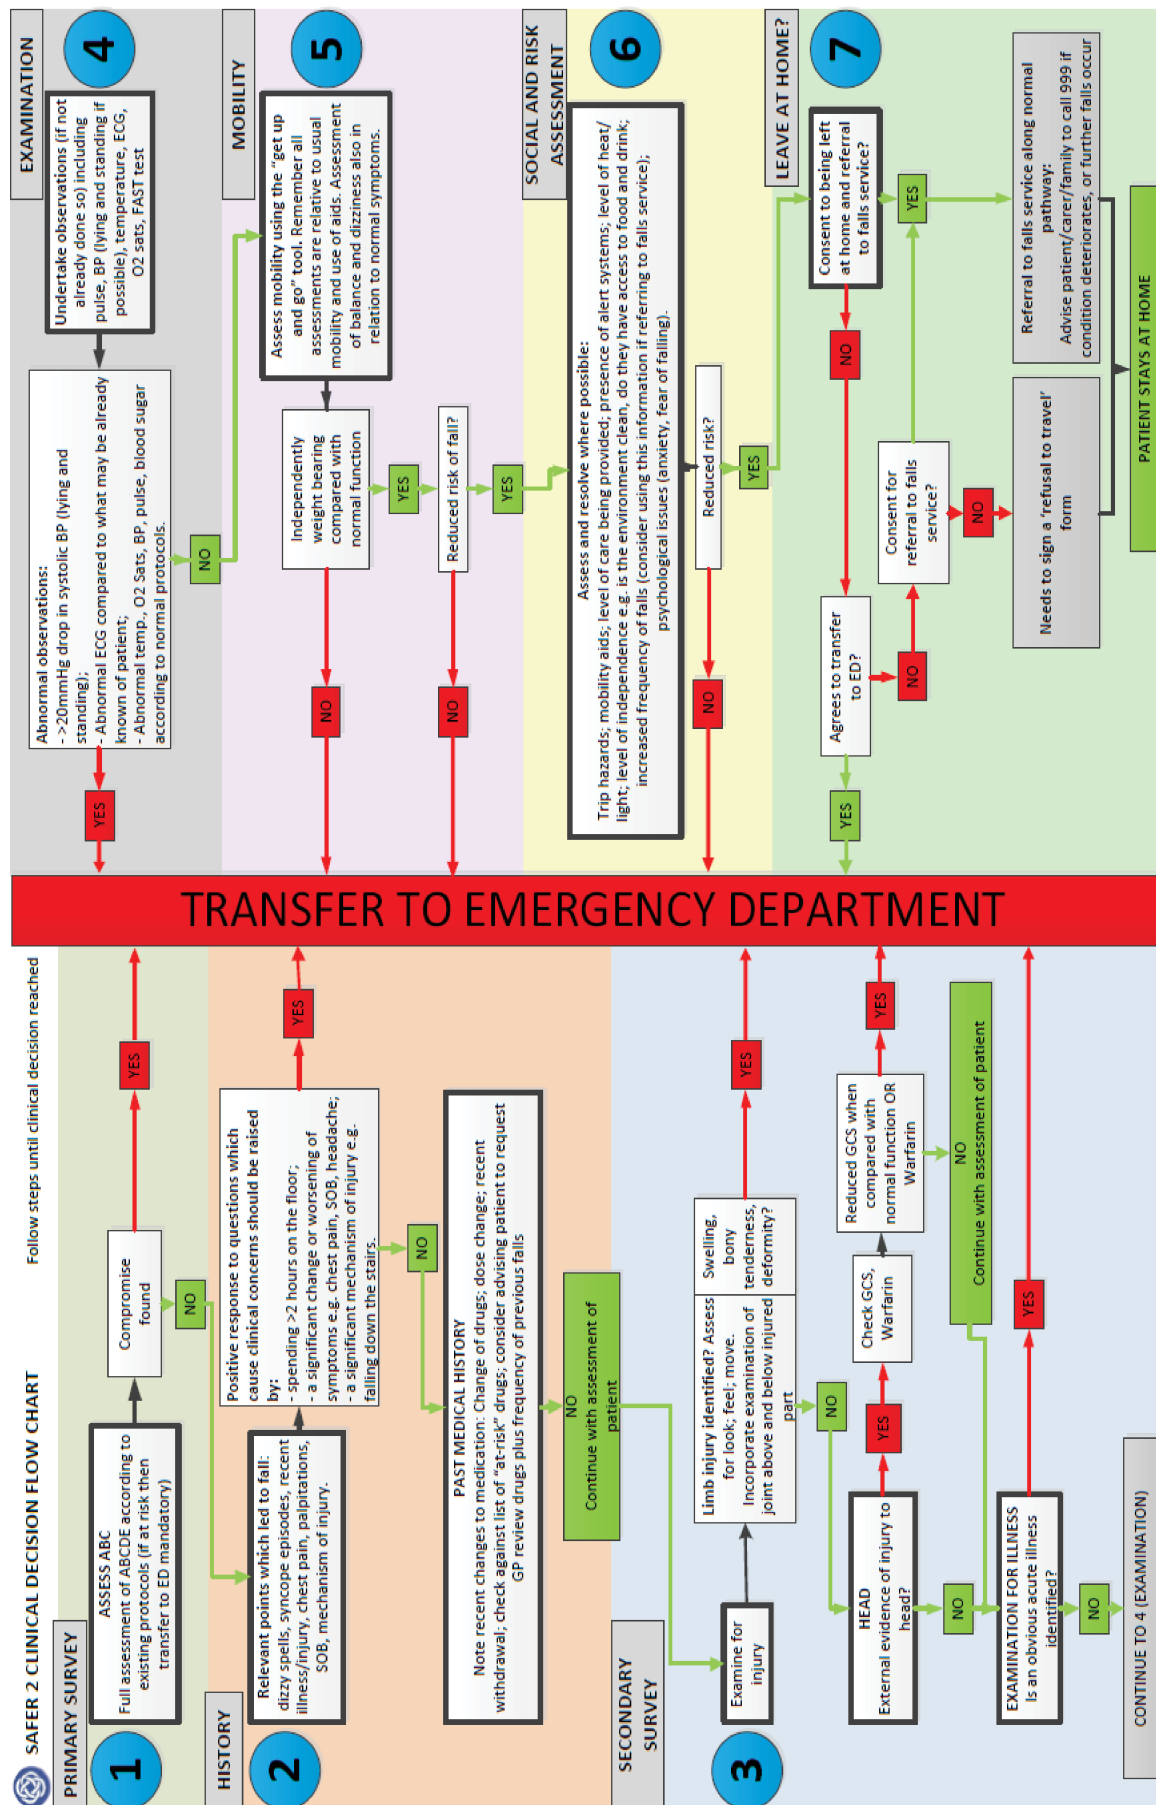 SAFER 2 CLINICAL DECISION FLOW CHART
Follow steps until clinical decision reached
PRIMARY SURVEY
1
ASSESS ABC
Full assessment of ABCDE according to
existing protocols (if at risk then
transfer to ED mandatory)
Compromise
found
YES
NO
HISTORY
2
Relevant points which led to fall:
dizzy spells, syncope episodes, recent
illness/injury, chest pain, palpitations,
SOB, mechanism of injury.
Positive response to questions which
cause clinical concerns should be raised
by:
- spending >2 hours on the floor;
- a significant change or worsening of
symptoms e.g. chest pain, SOB, headache;
- a significant mechanism of injury e.g.
falling down the stairs.
YES
NO
PAST MEDICAL HISTORY
Note recent changes to medication: Change of drugs; dose change; recent
withdrawal; check against list of "at-risk" drugs; consider advising patient to request
GP review drugs plus frequency of previous falls
NO
Continue with assessment of
patient
SECONDARY
SURVEY
3
Examine for
injury
Limb injury identified? Assess
for look; feel; move.
Incorporate examination of
joint above and below injured
part
Swelling,
bony
tenderness,
deformity?
YES
NO
HEAD
External evidence of injury to
head?
YES
Check GCS,
Warfarin
Reduced GCS when
compared with
normal function OR
Warfarin
YES
NO
NO
Continue with assessment of patient
EXAMINATION FOR ILLNESS
Is an obvious acute illness
identified?
YES
NO
CONTINUE TO 4 (EXAMINATION)
TRANSFER TO EMERGENCY DEPARTMENT
EXAMINATION
4
Undertake observations (if not
already done so) including
pulse, BP (lying and standing if
possible), temperature, ECG,
O2 sats, FAST test
Abnormal observations:
- >20mmHg drop in systolic BP (lying and
standing);
- Abnormal ECG compared to what may be already
known of patient;
- Abnormal temp., O2 Sats, BP, pulse, blood sugar
according to normal protocols.
YES
NO
MOBILITY
5
Assess mobility using the "get up
and go" tool. Remember all
assessments are relative to usual
mobility and use of aids. Assessment
of balance and dizziness also in
relation to normal symptoms.
Independently
weight bearing
compared with
normal function
NO
YES
Reduced risk of fall?
NO
YES
SOCIAL AND RISK
ASSESSMENT
6
Assess and resolve where possible:
Trip hazards; mobility aids; level of care being provided; presence of alert systems; level of heat/
light; level of independence e.g. is the environment clean, do they have access to food and drink;
increased frequency of falls (consider using this information if referring to falls service);
psychological issues (anxiety, fear of falling).
Reduced risk?
NO
YES
LEAVE AT HOME?
7
Consent to being left
at home and referral
to falls service?
NO
YES
Agrees to transfer
to ED?
YES
NO
Consent for
referral to falls
service?
NO
Needs to sign a 'refusal to travel'
form
Referral to falls service along normal
pathway:
Advise patient/carer/family to call 999 if
condition deteriorates, or further falls occur
PATIENT STAYS AT HOME